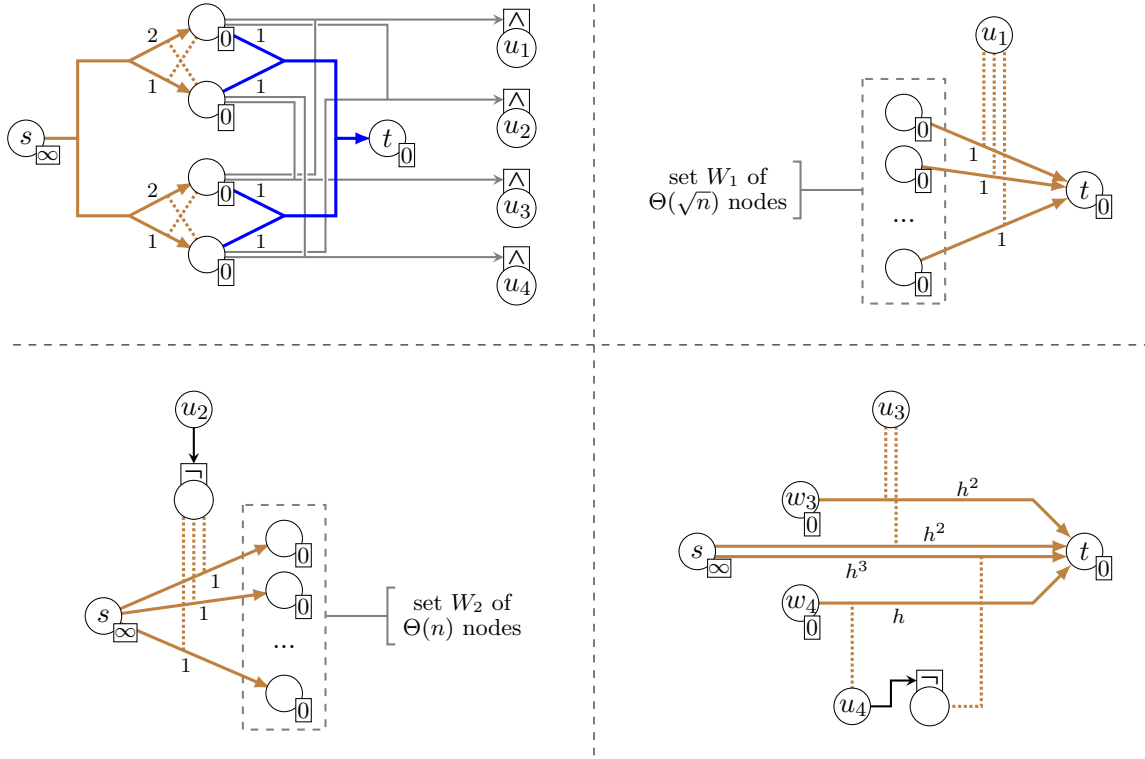 2
0
1
∧
u₁
1
1
0
s
∞
∧
u₂
t
0
2
0
1
∧
u₃
1
1
0
∧
u₄
u₁
0
1
0
1
set W₁ of
Θ(√n) nodes
...
1
0
t
0
u₂
¬
0
1
0
1
s
∞
1
...
0
set W₂ of
Θ(n) nodes
u₃
w₃
0
h²
s
∞
h²
h³
t
0
w₄
0
h
u₄
¬